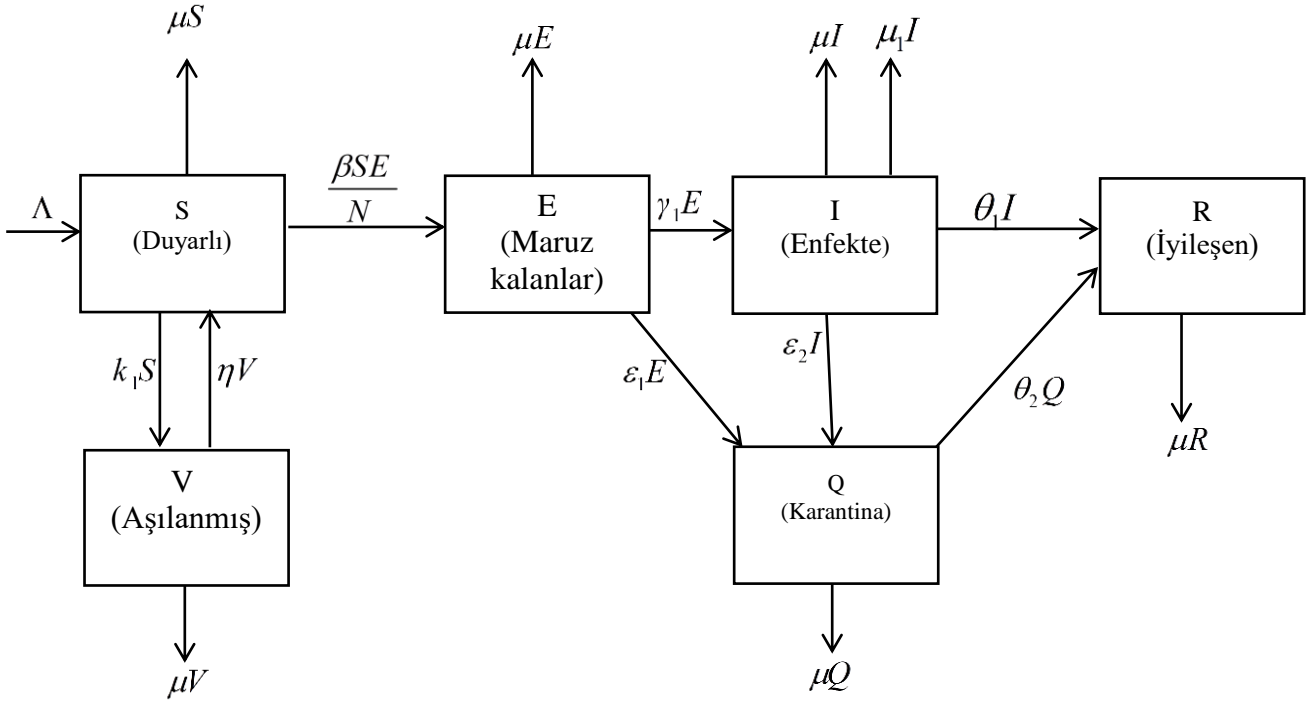 μS
μE
μI
μ₁I
Λ
S
(Duyarlı)
βSE
N
E
(Maruz
kalanlar)
γ₁E
I
(Enfekte)
θ₁I
R
(İyileşen)
k₁S
ηV
ε₁E
ε₂I
θ₂Q
μR
V
(Aşılanmış)
Q
(Karantina)
μV
μQ